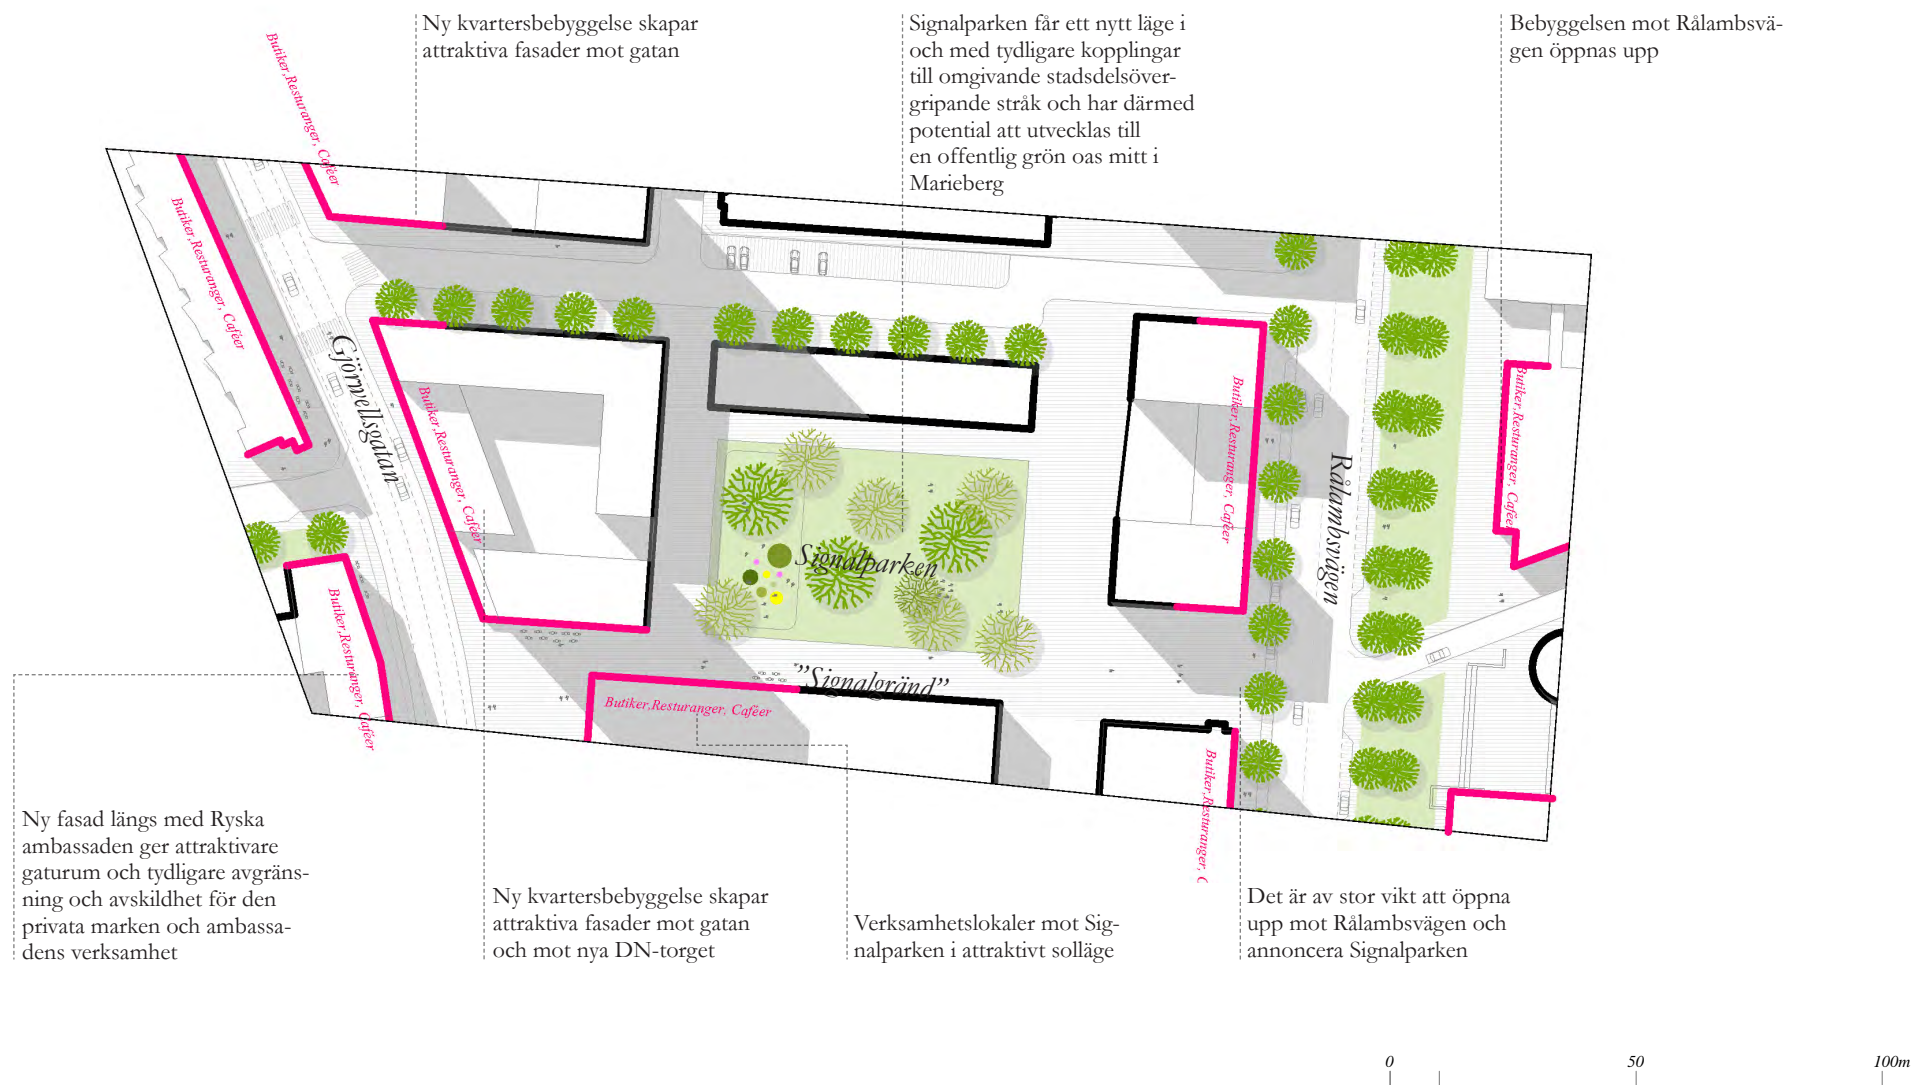 Ny kvartersbebyggelse skapar
attraktiva fasader mot gatan
Signalparken får ett nytt läge i
och med tydligare kopplingar
till omgivande stadsdelsöver-
gripande stråk och har därmed
potential att utvecklas till
en offentlig grön oas mitt i
Marieberg
Bebyggelsen mot Rålambsvä-
gen öppnas upp
Butiker,Resturanger, Caféer
Butiker,Resturanger, Caféer
Gjörwellsgatan
Butiker,Resturanger, Caféer
Butiker,Resturanger, Caféer
Rålambsvägen
Butiker,Resturanger, Caféer
Signalparken
Butiker,Resturanger, Caféer
"Signalgränd"
Butiker,Resturanger, Caféer
Butiker,Resturanger, C
Ny fasad längs med Ryska
ambassaden ger attraktivare
gaturum och tydligare avgräns-
ning och avskildhet för den
privata marken och ambassa-
dens verksamhet
Ny kvartersbebyggelse skapar
attraktiva fasader mot gatan
och mot nya DN-torget
Verksamhetslokaler mot Sig-
nalparken i attraktivt solläge
Det är av stor vikt att öppna
upp mot Rålambsvägen och
annoncera Signalparken
0 50 100m